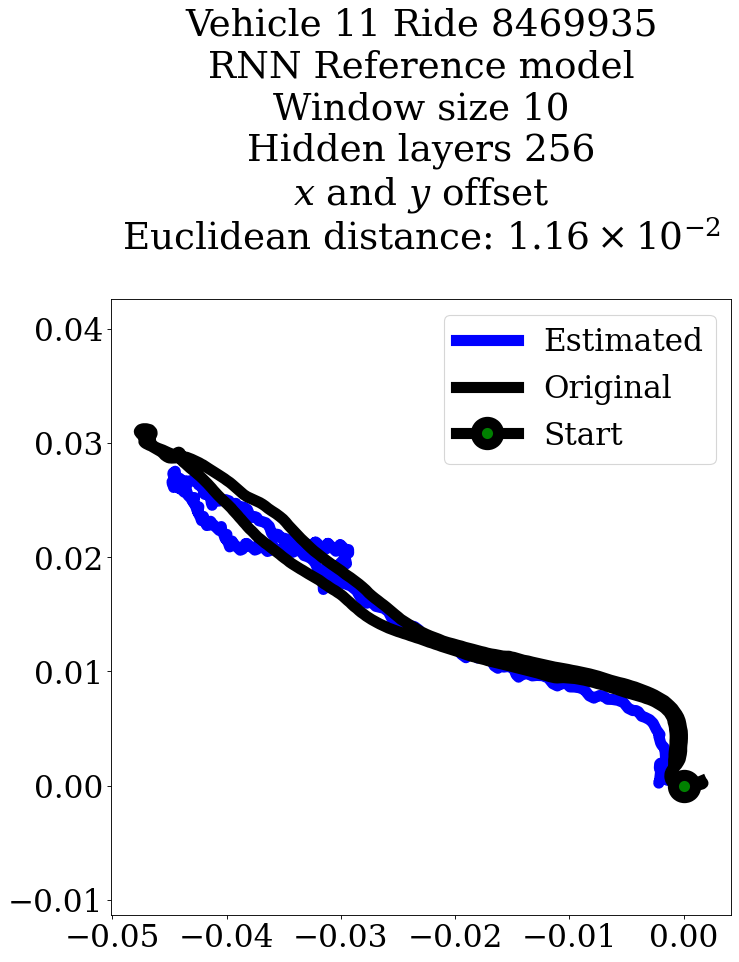 Vehicle 11 Ride 8469935
RNN Reference model
Window size 10
Hidden layers 256
x and y offset
Euclidean distance: 1.16 × 10⁻²
Estimated
Original
Start
0.04
0.03
0.02
0.01
0.00
−0.01
−0.05 −0.04 −0.03 −0.02 −0.01 0.00